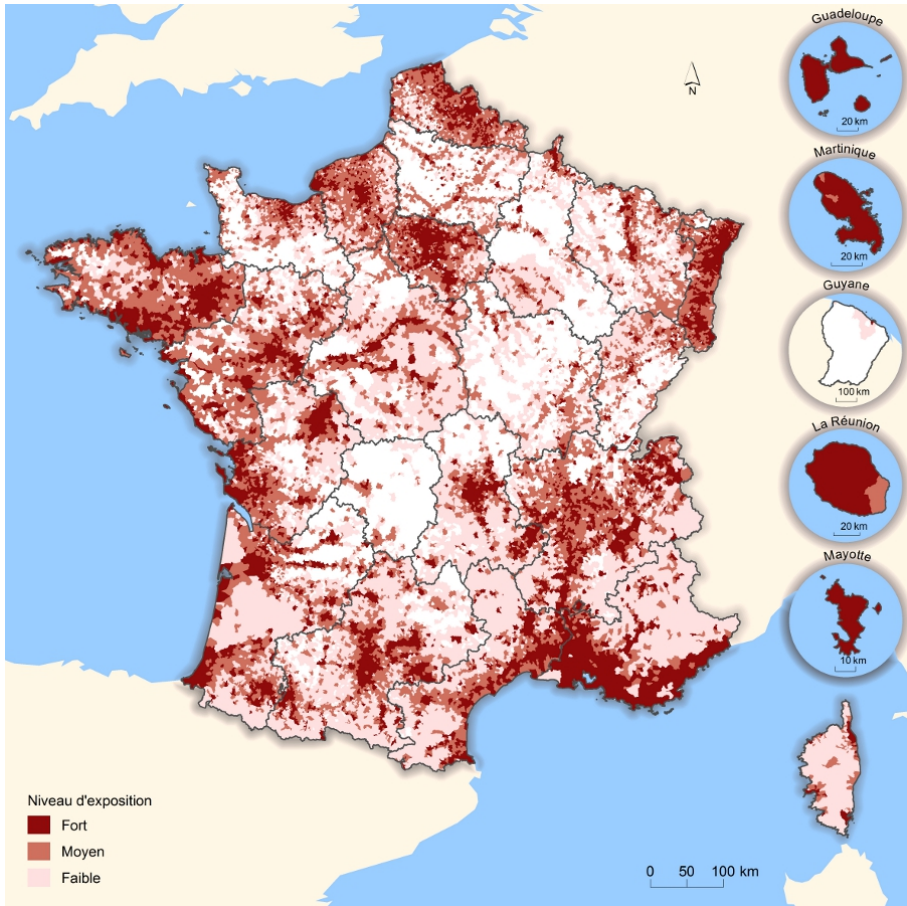 Guadeloupe
20 km
N
Martinique
20 km
Guyane
100 km
La Réunion
20 km
Mayotte
10 km
Niveau d'exposition
Fort
Moyen
Faible
0 50 100 km